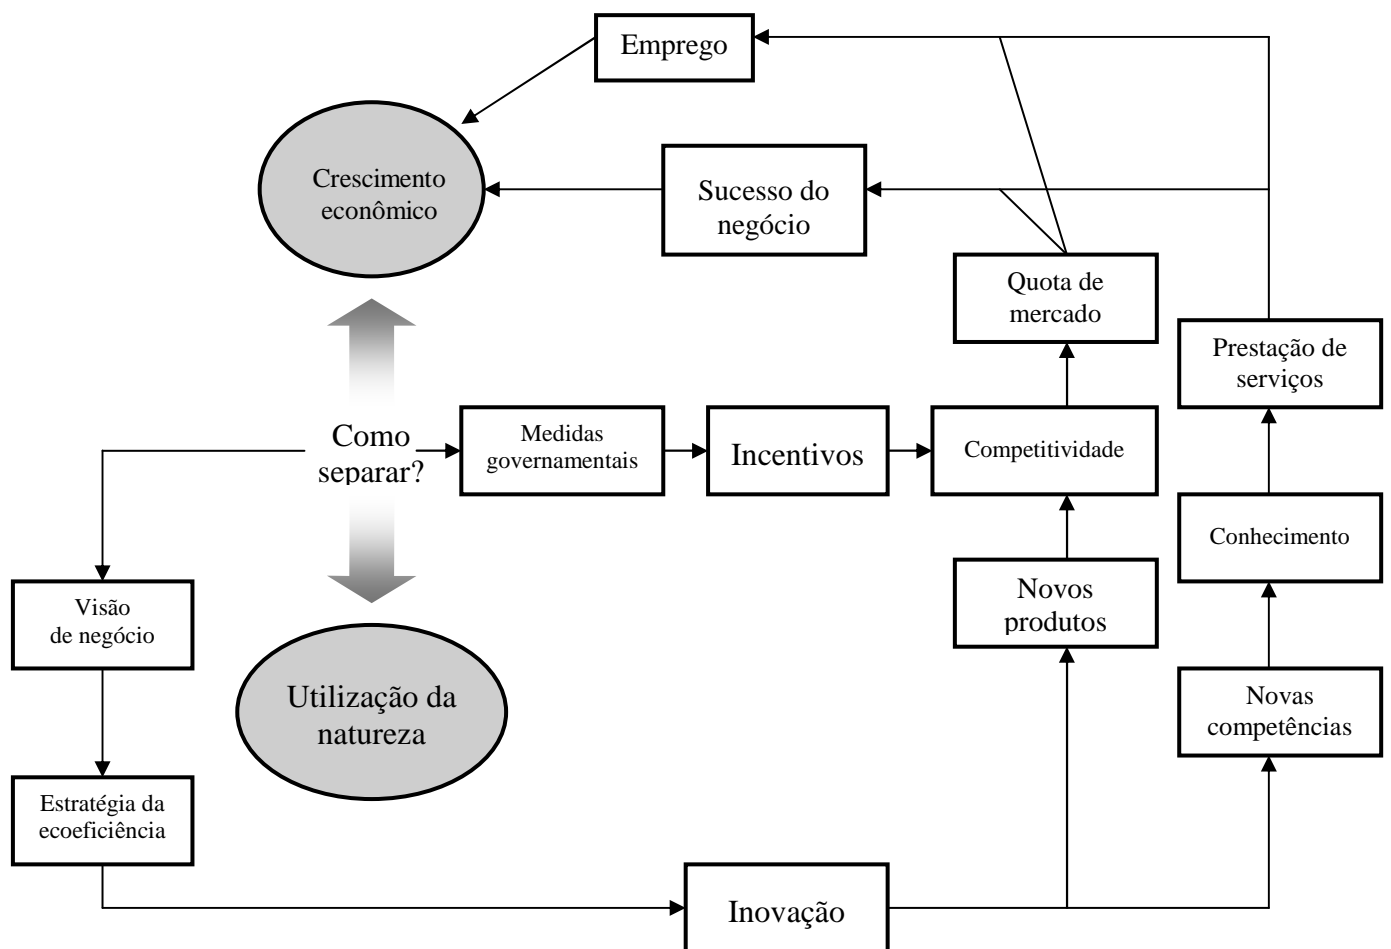 Emprego
Crescimento
econômico
Sucesso do
negócio
Quota de
mercado
Prestação de
serviços
Como
separar?
Medidas
governamentais
Incentivos
Competitividade
Conhecimento
Visão
de negócio
Novos
produtos
Utilização da
natureza
Novas
competências
Estratégia da
ecoeficiência
Inovação